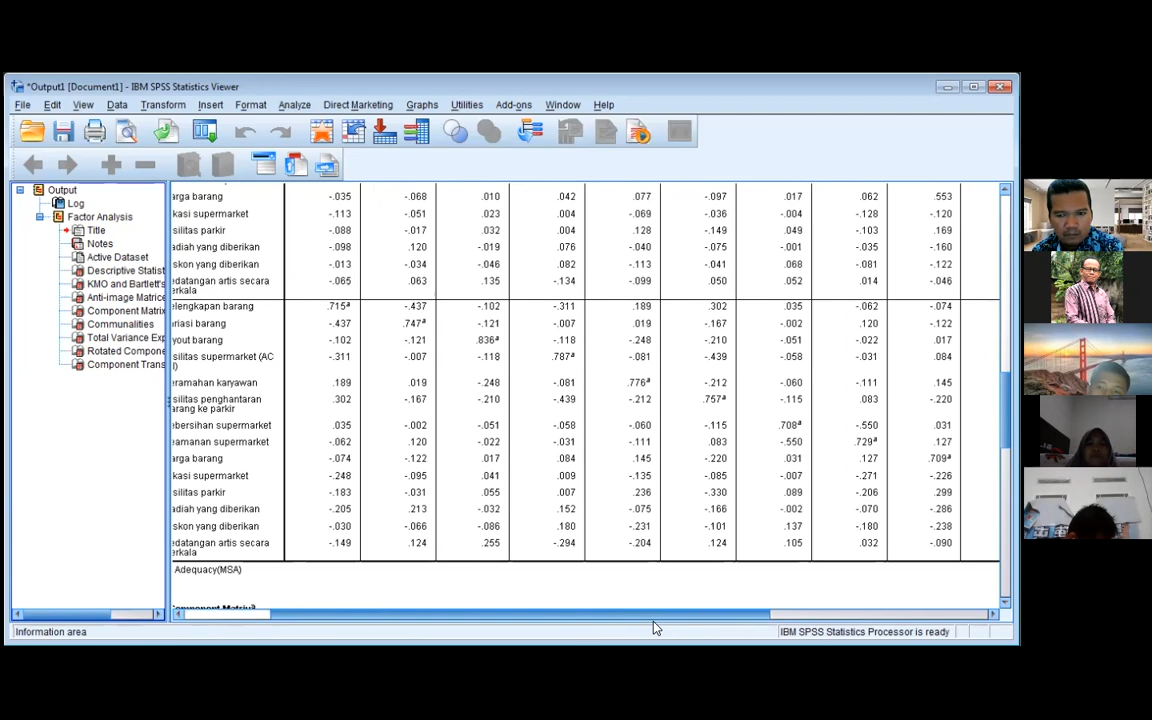 *Output1 [Document1] - IBM SPSS Statistics Viewer
File Edit View Data Transform Insert Format Analyze Direct Marketing Graphs Utilities Add-ons Window Help
Output
Log
Factor Analysis
Title
Notes
Active Dataset
Descriptive Statist
KMO and Bartlett's
Anti-image Matrice
Component Matrix
Communalities
Total Variance Exp
Rotated Compone
Component Trans
arga barang -.035 -.068 .010 .042 .077 -.097 .017 .062 .553
kasi supermarket -.113 -.051 .023 .004 -.069 -.036 -.004 -.128 -.120
silitas parkir -.088 -.017 .032 .004 .128 -.149 .049 -.103 .169
adiah yang diberikan -.098 .120 -.019 .076 -.040 -.075 -.001 -.035 -.160
skon yang diberikan -.013 -.034 -.046 .082 -.113 -.041 .068 -.081 -.122
edatangan artis secara -.065 .063 .135 -.134 -.099 .050 .052 .014 -.046
erkala
elengkapan barang .715a -.437 -.102 -.311 .189 .302 .035 -.062 -.074
ariasi barang -.437 .747a -.121 -.007 .019 -.167 -.002 .120 -.122
yout barang -.102 -.121 .836a -.118 -.248 -.210 -.051 -.022 .017
silitas supermarket (AC -.311 -.007 -.118 .787a -.081 -.439 -.058 -.031 .084
eramahan karyawan .189 .019 -.248 -.081 .776a -.212 -.060 -.111 .145
silitas penghantaran .302 -.167 -.210 -.439 -.212 .757a -.115 .083 -.220
arang ke parkir
ebersihan supermarket .035 -.002 -.051 -.058 -.060 -.115 .708a -.550 .031
eamanan supermarket -.062 .120 -.022 -.031 -.111 .083 -.550 .729a .127
arga barang -.074 -.122 .017 .084 .145 -.220 .031 .127 .709a
kasi supermarket -.248 -.095 .041 .009 -.135 -.085 -.007 -.271 -.226
silitas parkir -.183 -.031 .055 .007 .236 -.330 .089 -.206 .299
adiah yang diberikan -.205 .213 -.032 .152 -.075 -.166 -.002 -.070 -.286
skon yang diberikan -.030 -.066 -.086 .180 -.231 -.101 .137 -.180 -.238
edatangan artis secara -.149 .124 .255 -.294 -.204 .124 .105 .032 -.090
erkala
Adequacy(MSA)
Information area IBM SPSS Statistics Processor is ready